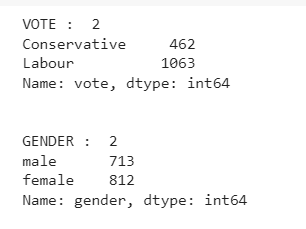 VOTE :  2
Conservative     462
Labour          1063
Name: vote, dtype: int64
GENDER :  2
male      713
female    812
Name: gender, dtype: int64